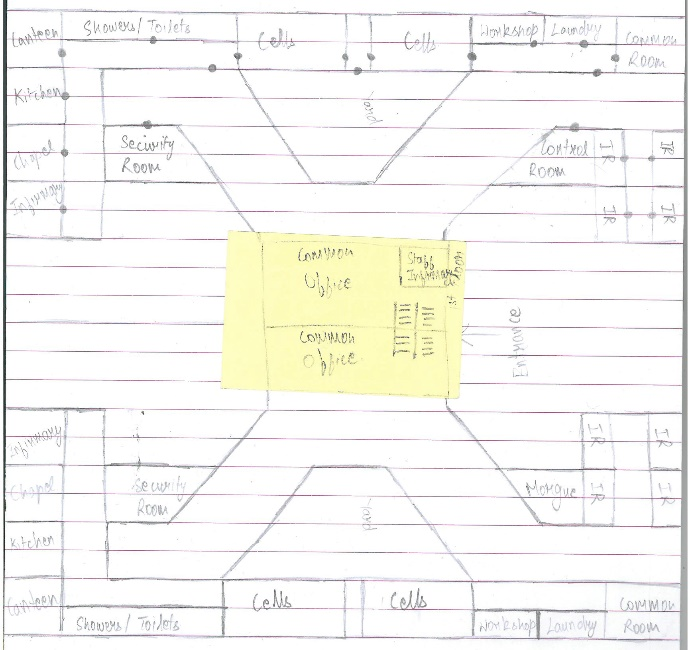 Canteen
Showers/ Toilets
Cells
Cells
Workshop
Laundry
Common
Room
Kitchen
Chapel
Infirmary
Security
Room
Control
Room
IR
IR
IR
IR
Common
Office
Staff
Infirmary
Common
Office
Entrance
Infirmary
Chapel
Kitchen
Canteen
Security
Room
Morgue
IR
IR
IR
IR
Cells
Cells
Showers/ Toilets
Workshop
Laundry
Common
Room